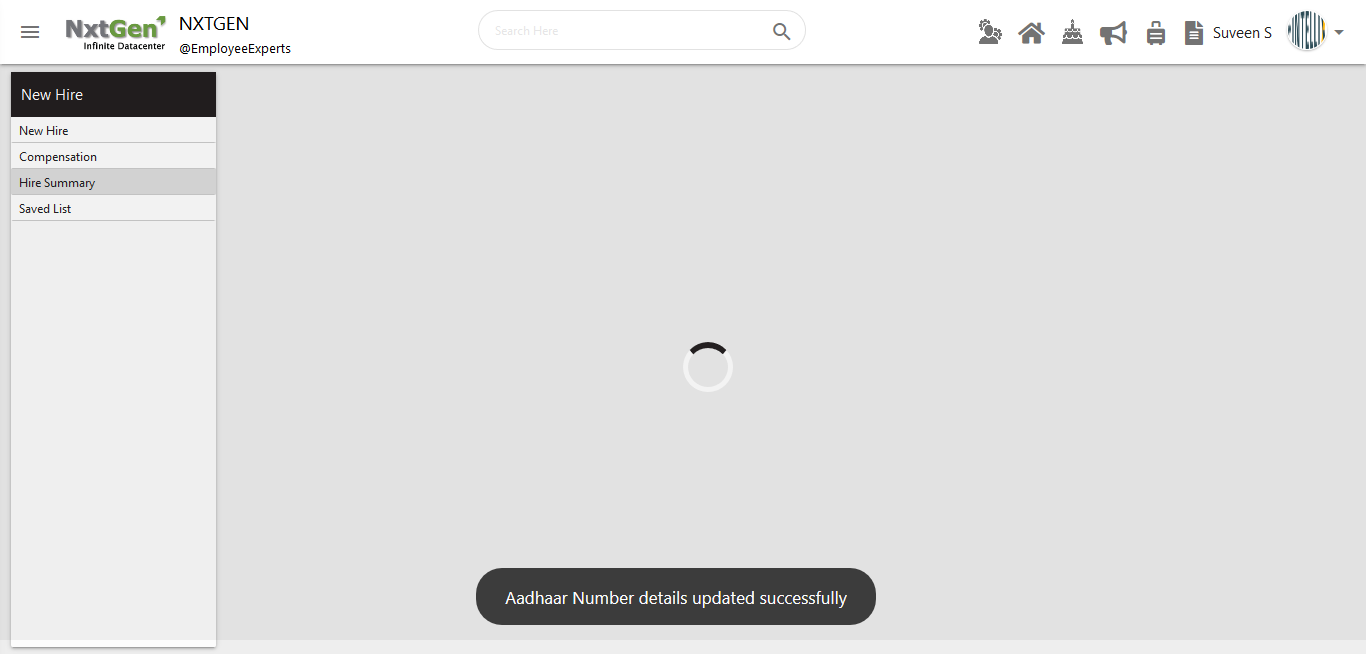 NxtGen
Infinite Datacenter
NXTGEN
@EmployeeExperts
Search Here
Suveen S
New Hire
New Hire
Compensation
Hire Summary
Saved List
Aadhaar Number details updated successfully